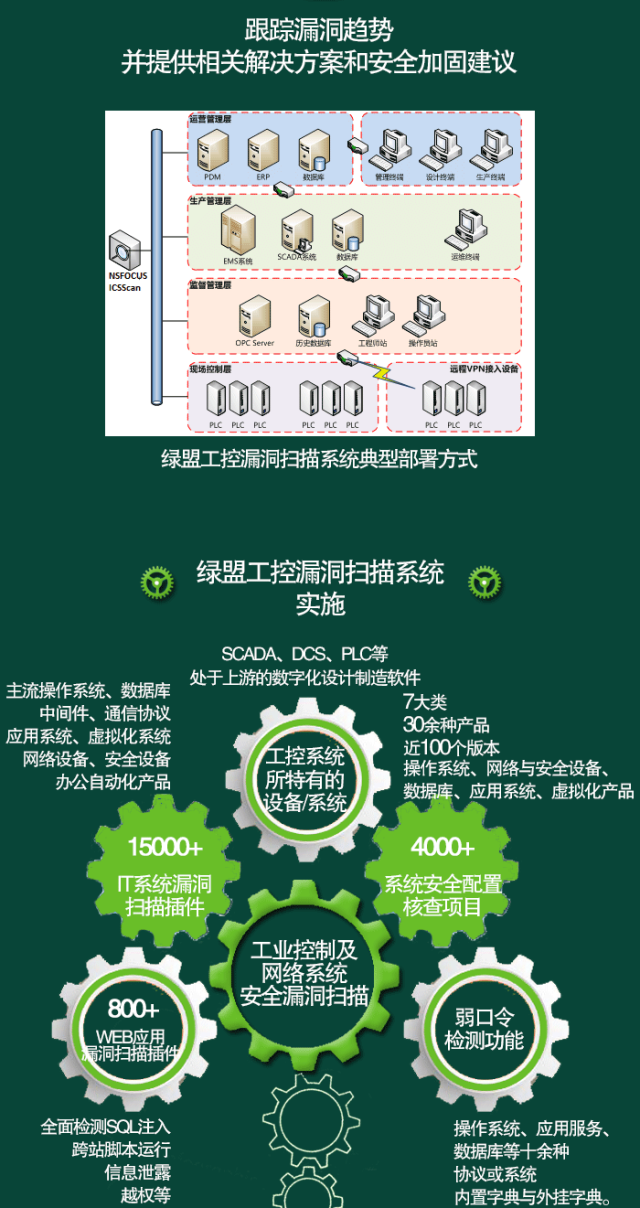 跟踪漏洞趋势
并提供相关解决方案和安全加固建议
运营管理层
PDM
ERP
数据库
管理终端
设计终端
生产终端
生产管理层
EMS系统
SCADA系统
数据库
运维终端
NSFOCUS
ICSScan
监督管理层
OPC Server
历史数据库
工程师站
操作员站
现场控制层
远程VPN接入设备
PLC PLC PLC
PLC PLC PLC
PLC PLC PLC
绿盟工控漏洞扫描系统典型部署方式
绿盟工控漏洞扫描系统
实施
SCADA、DCS、PLC等
处于上游的数字化设计制造软件
主流操作系统、数据库
中间件、通信协议
应用系统、虚拟化系统
网络设备、安全设备
办公自动化产品
7大类
30余种产品
近100个版本
操作系统、网络与安全设备、
数据库、应用系统、虚拟化产品
工控系统
所特有的
设备/系统
15000+
IT系统漏洞
扫描插件
4000+
系统安全配置
核查项目
工业控制及
网络系统
安全漏洞扫描
800+
WEB应用
漏洞扫描插件
弱口令
检测功能
全面检测SQL注入
跨站脚本运行
信息泄露
越权等
操作系统、应用服务、
数据库等十余种
协议或系统
内置字典与外挂字典。